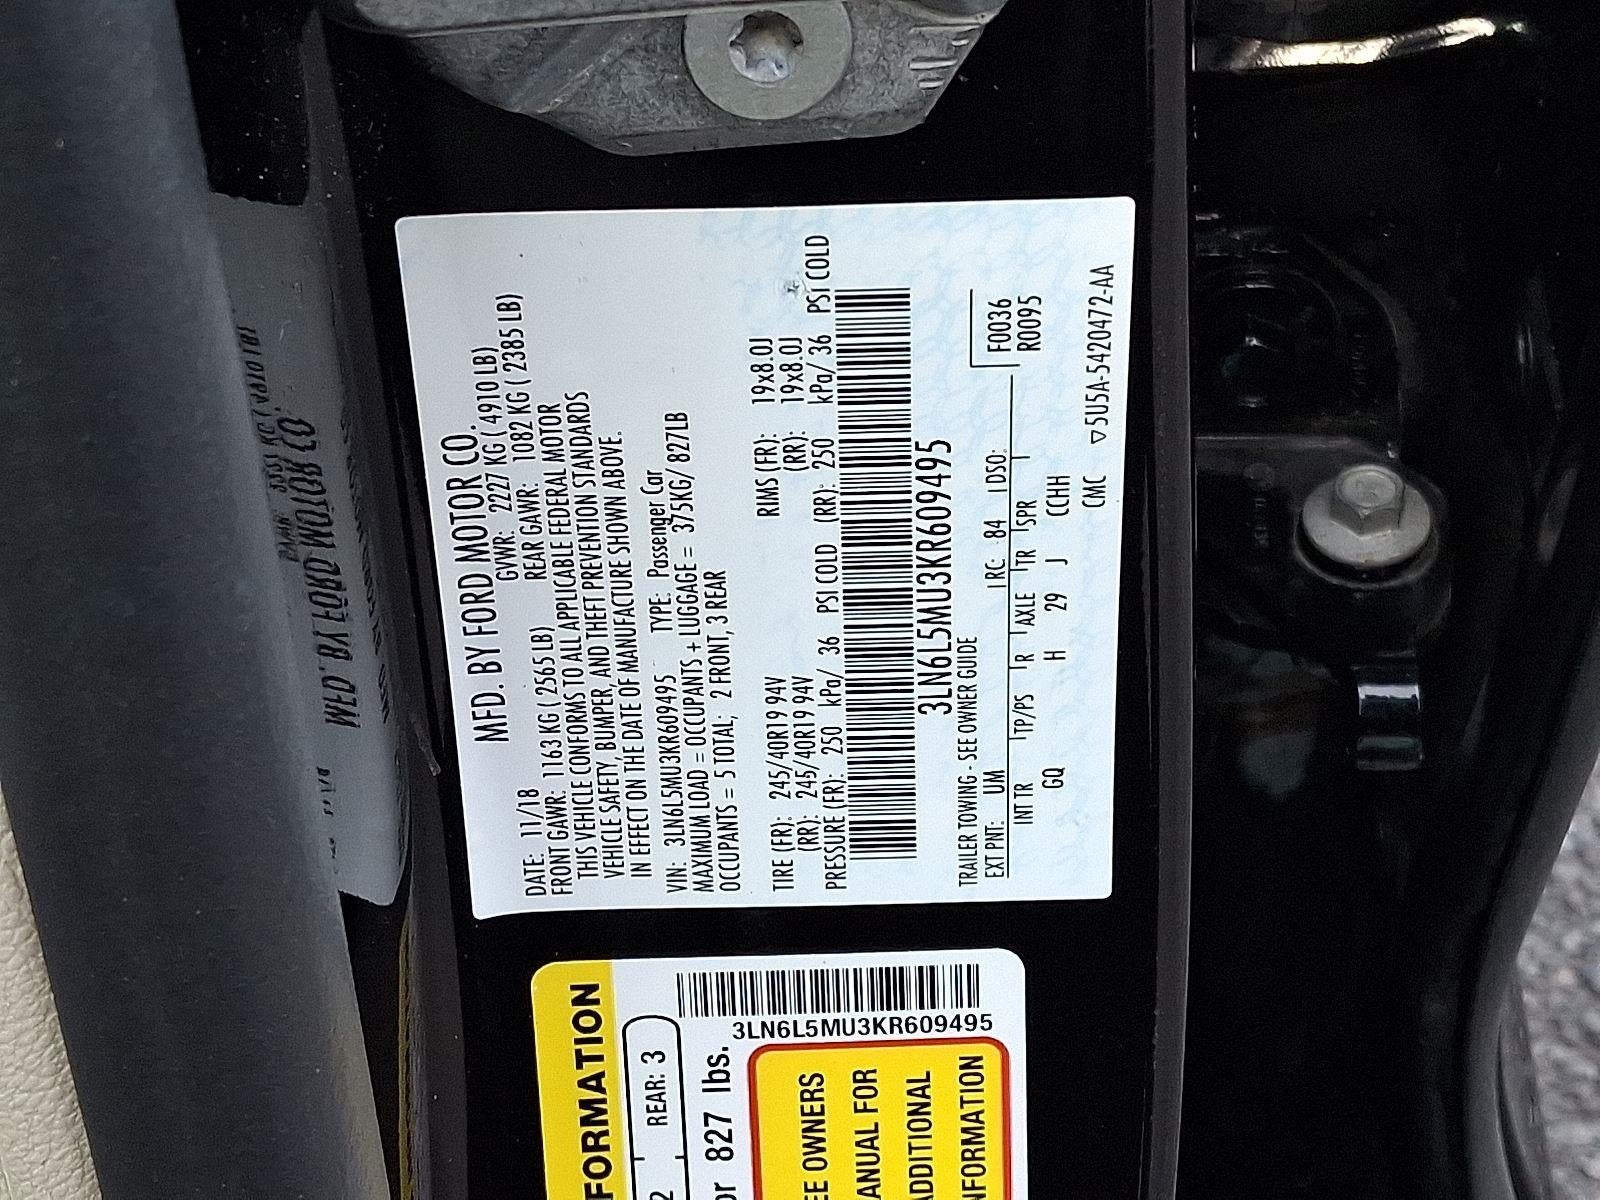 MFD. BY FORD MOTOR CO.
DATE: 11/18 GVWR: 2227 KG ( 4910 LB)
FRONT GAWR: 1163 KG ( 2565 LB) REAR GAWR: 1082 KG ( 2385 LB)
THIS VEHICLE CONFORMS TO ALL APPLICABLE FEDERAL MOTOR
VEHICLE SAFETY, BUMPER, AND THEFT PREVENTION STANDARDS
IN EFFECT ON THE DATE OF MANUFACTURE SHOWN ABOVE.
VIN: 3LN6L5MU3KR609495 TYPE: Passenger Car
MAXIMUM LOAD = OCCUPANTS + LUGGAGE = 375KG/ 827LB
OCCUPANTS = 5 TOTAL; 2 FRONT, 3 REAR
TIRE (FR): 245/40R19 94V RIMS (FR): 19x8.0J
(RR): 245/40R19 94V (RR): 19x8.0J
PRESSURE (FR): 250 kPa/ 36 PSI COLD (RR): 250 kPa/ 36 PSI COLD
3LN6L5MU3KR609495
TRAILER TOWING - SEE OWNER GUIDE
F0036
EXT PNT: UM RC: 84 DSO: R0095
INT TR TP/PS R AXLE TR SPR
GQ H 29 J CCHH
CMC ▽5U5A-5420472-AA
FORMATION
2 REAR: 3
or 827 lbs.
3LN6L5MU3KR609495
EE OWNERS
ANUAL FOR
ADDITIONAL
NFORMATION